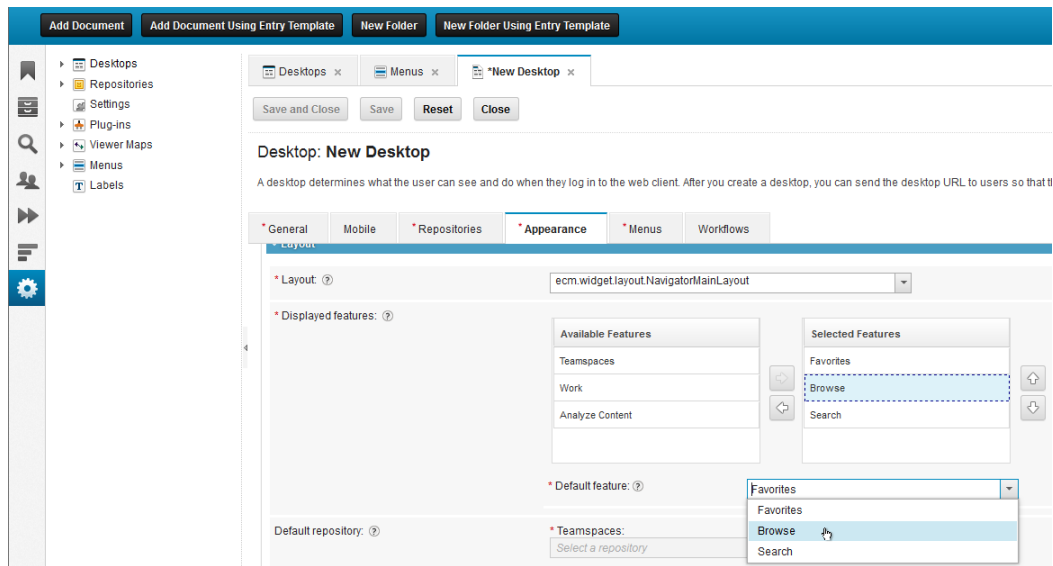 Add Document Add Document Using Entry Template New Folder New Folder Using Entry Template
Desktops
Repositories
Settings
Plug-ins
Viewer Maps
Menus
Labels
Desktops × Menus × *New Desktop ×
Save and Close Save Reset Close
Desktop: New Desktop
A desktop determines what the user can see and do when they log in to the web client. After you create a desktop, you can send the desktop URL to users so that
* General Mobile * Repositories * Appearance * Menus Workflows
Layout
* Layout: ? ecm.widget.layout.NavigatorMainLayout
* Displayed features: ?
Available Features Selected Features
Teamspaces Favorites
Work Browse
Analyze Content Search
* Default feature: ? Favorites
Favorites
Default repository: ? * Teamspaces: Browse
Select a repository Search